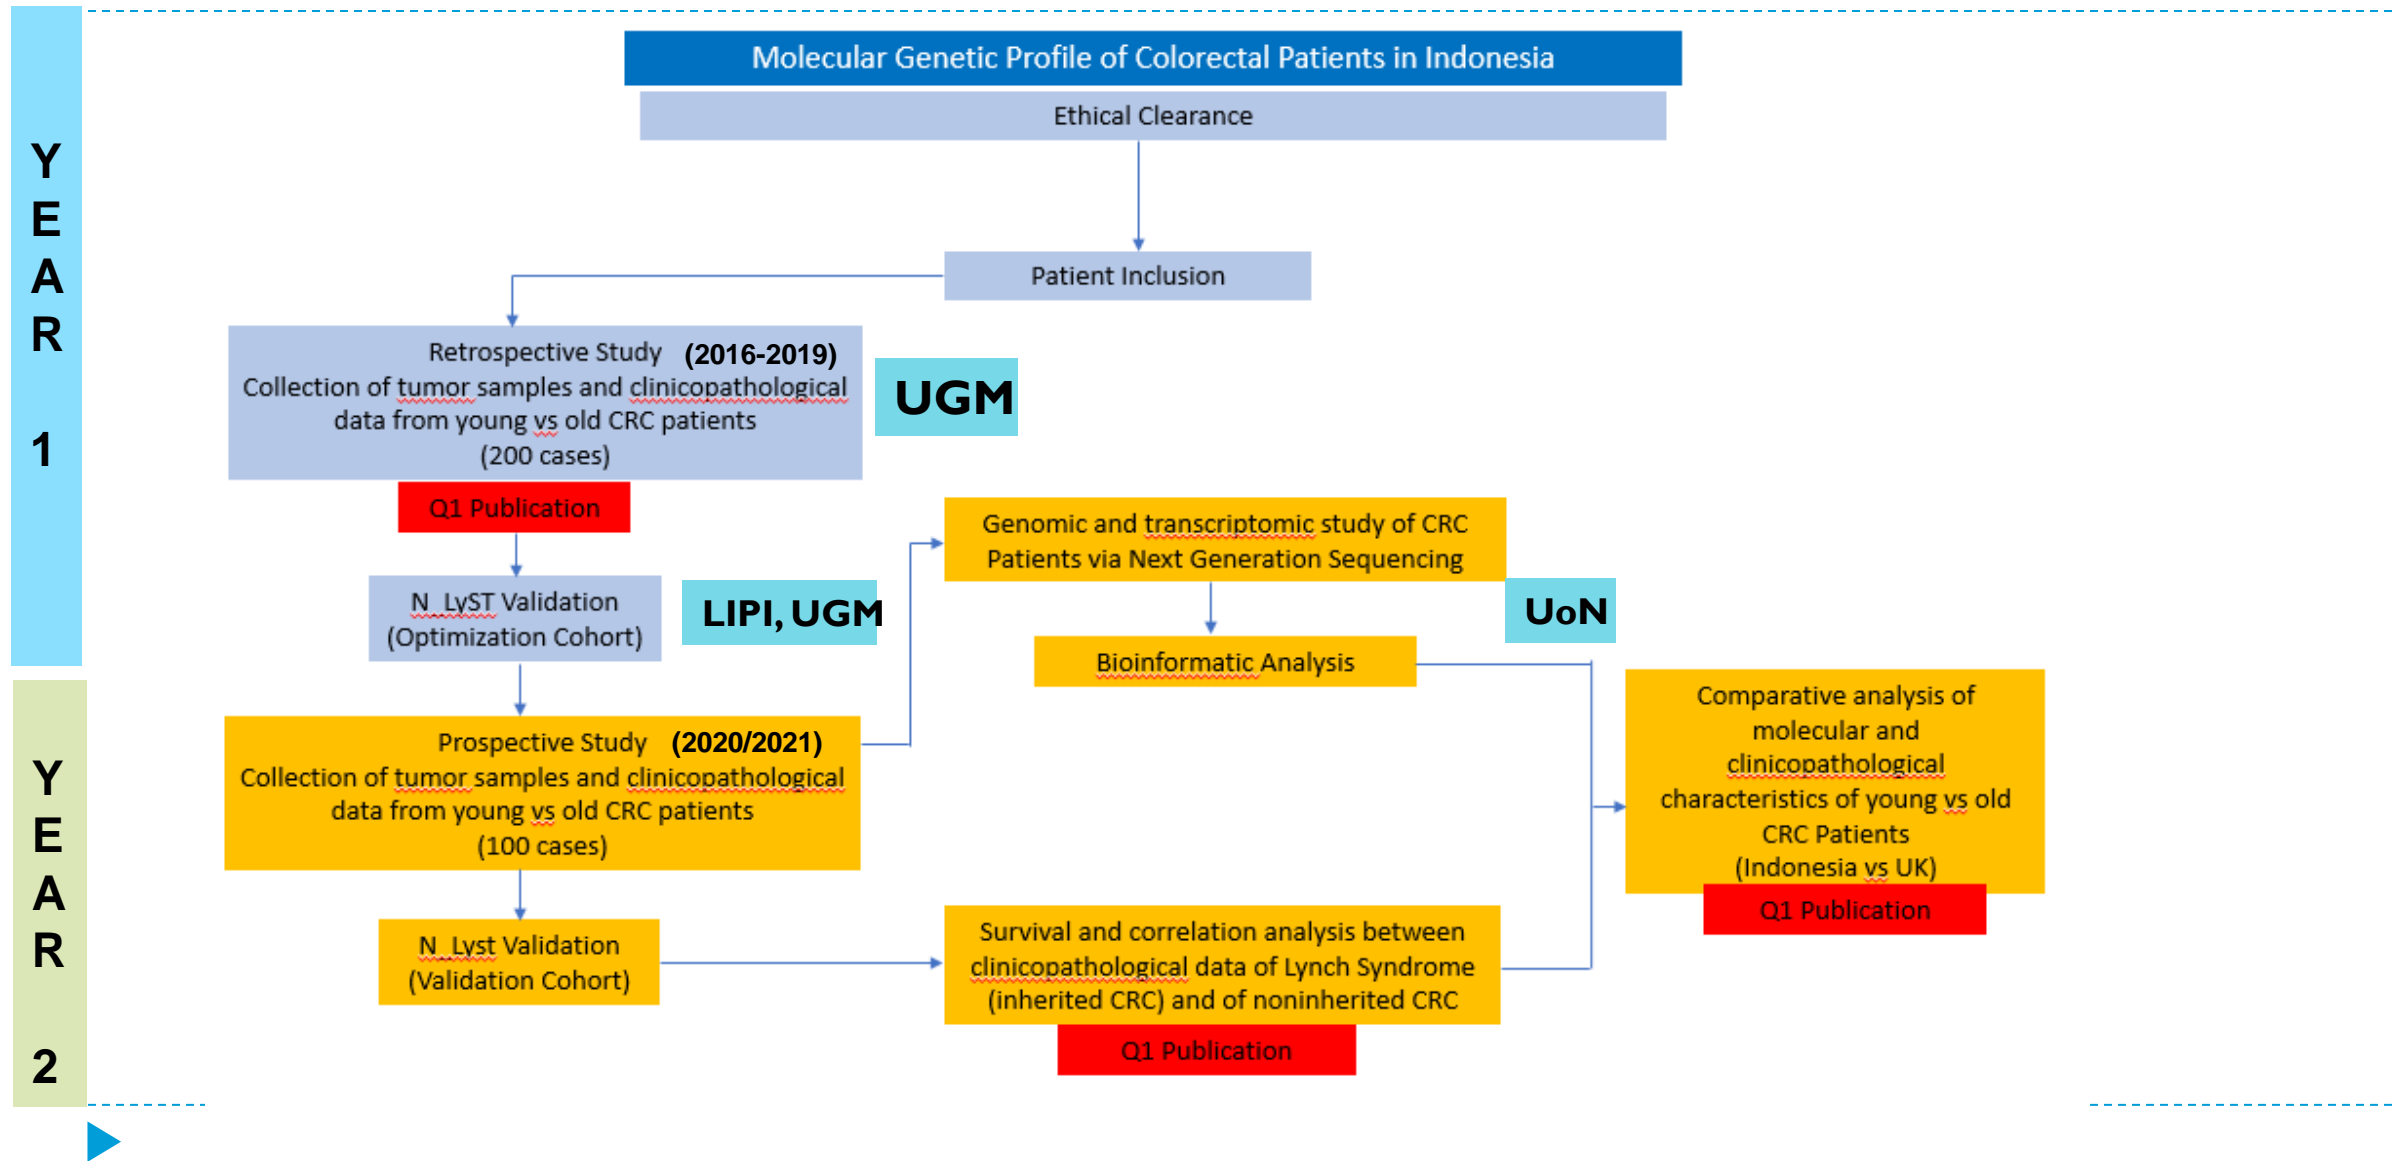 Molecular Genetic Profile of Colorectal Patients in Indonesia
Ethical Clearance
YEAR 1
Patient Inclusion
Retrospective Study (2016-2019)
Collection of tumor samples and clinicopathological
data from young vs old CRC patients
(200 cases)
UGM
Q1 Publication
N_LyST Validation
(Optimization Cohort)
LIPI, UGM
Genomic and transcriptomic study of CRC
Patients via Next Generation Sequencing
UoN
Bioinformatic Analysis
YEAR 2
Prospective Study (2020/2021)
Collection of tumor samples and clinicopathological
data from young vs old CRC patients
(100 cases)
Comparative analysis of
molecular and
clinicopathological
characteristics of young vs old
CRC Patients
(Indonesia vs UK)
Q1 Publication
N_Lyst Validation
(Validation Cohort)
Survival and correlation analysis between
clinicopathological data of Lynch Syndrome
(inherited CRC) and of noninherited CRC
Q1 Publication